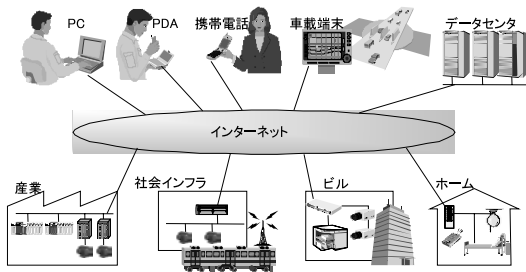 PC
PDA
携帯電話
車載端末
データセンタ
インターネット
産業
社会インフラ
ビル
ホーム